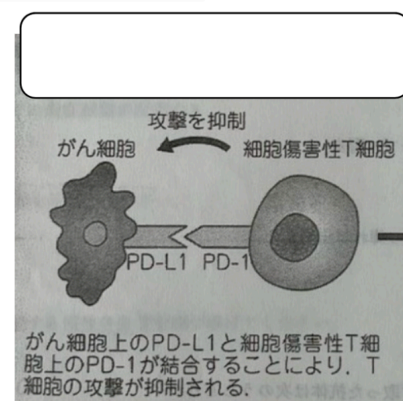 攻撃を抑制
がん細胞 細胞傷害性T細胞
PD-L1 PD-1
がん細胞上のPD-L1と細胞傷害性T細
胞上のPD-1が結合することにより，T
細胞の攻撃が抑制される．